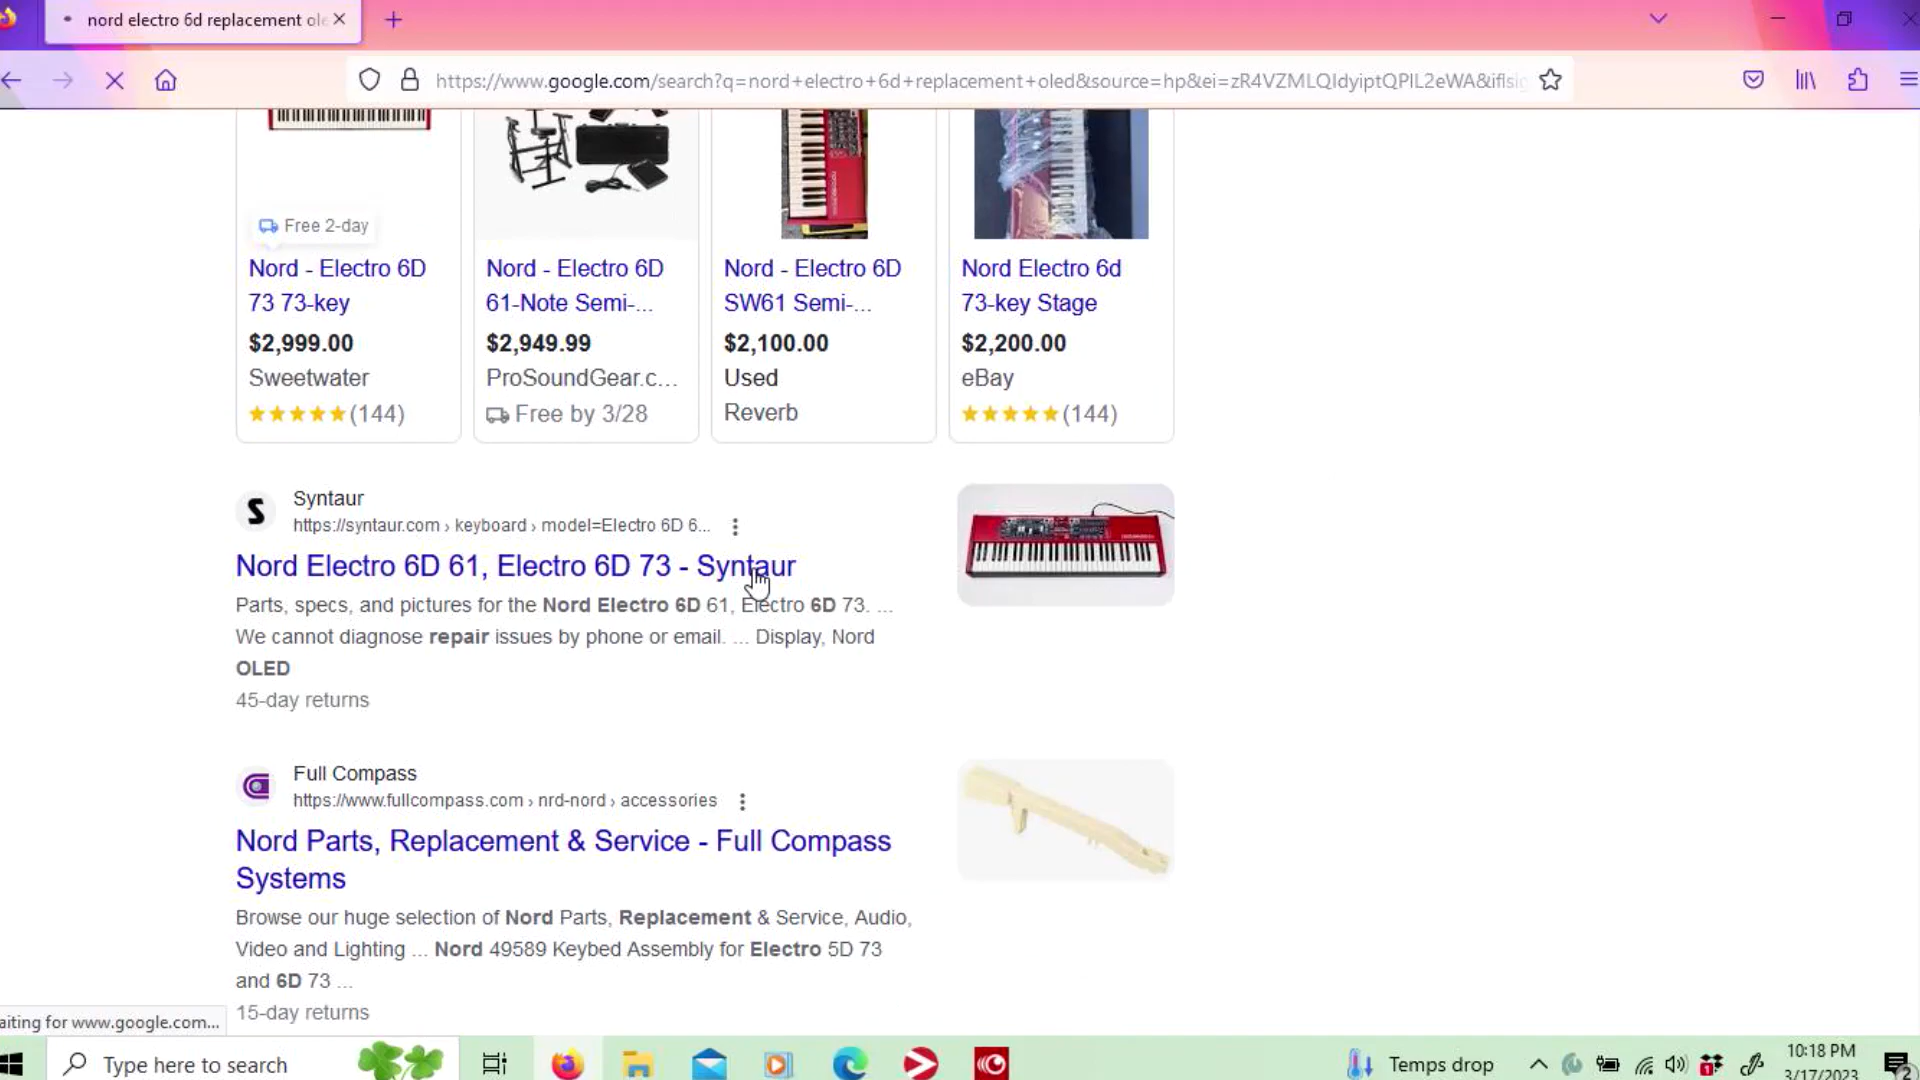 nord electro 6d replacement ole
https://www.google.com/search?q=nord+electro+6d+replacement+oled&source=hp&ei=zR4VZMLQIdyiptQPIL2eWA&iflsig
Free 2-day
Nord - Electro 6D
73 73-key
$2,999.00
Sweetwater
(144)
Nord - Electro 6D
61-Note Semi-...
$2,949.99
ProSoundGear.c...
Free by 3/28
Nord - Electro 6D
SW61 Semi-...
$2,100.00
Used
Reverb
Nord Electro 6d
73-key Stage
$2,200.00
eBay
(144)
Syntaur
https://syntaur.com › keyboard › model=Electro 6D 6...
Nord Electro 6D 61, Electro 6D 73 - Syntaur
Parts, specs, and pictures for the Nord Electro 6D 61, Electro 6D 73. ...
We cannot diagnose repair issues by phone or email. ... Display, Nord
OLED
45-day returns
Full Compass
https://www.fullcompass.com › nrd-nord › accessories
Nord Parts, Replacement & Service - Full Compass
Systems
Browse our huge selection of Nord Parts, Replacement & Service, Audio,
Video and Lighting ... Nord 49589 Keybed Assembly for Electro 5D 73
and 6D 73 ...
15-day returns
aiting for www.google.com...
Type here to search
Temps drop
10:18 PM
3/17/2023
2